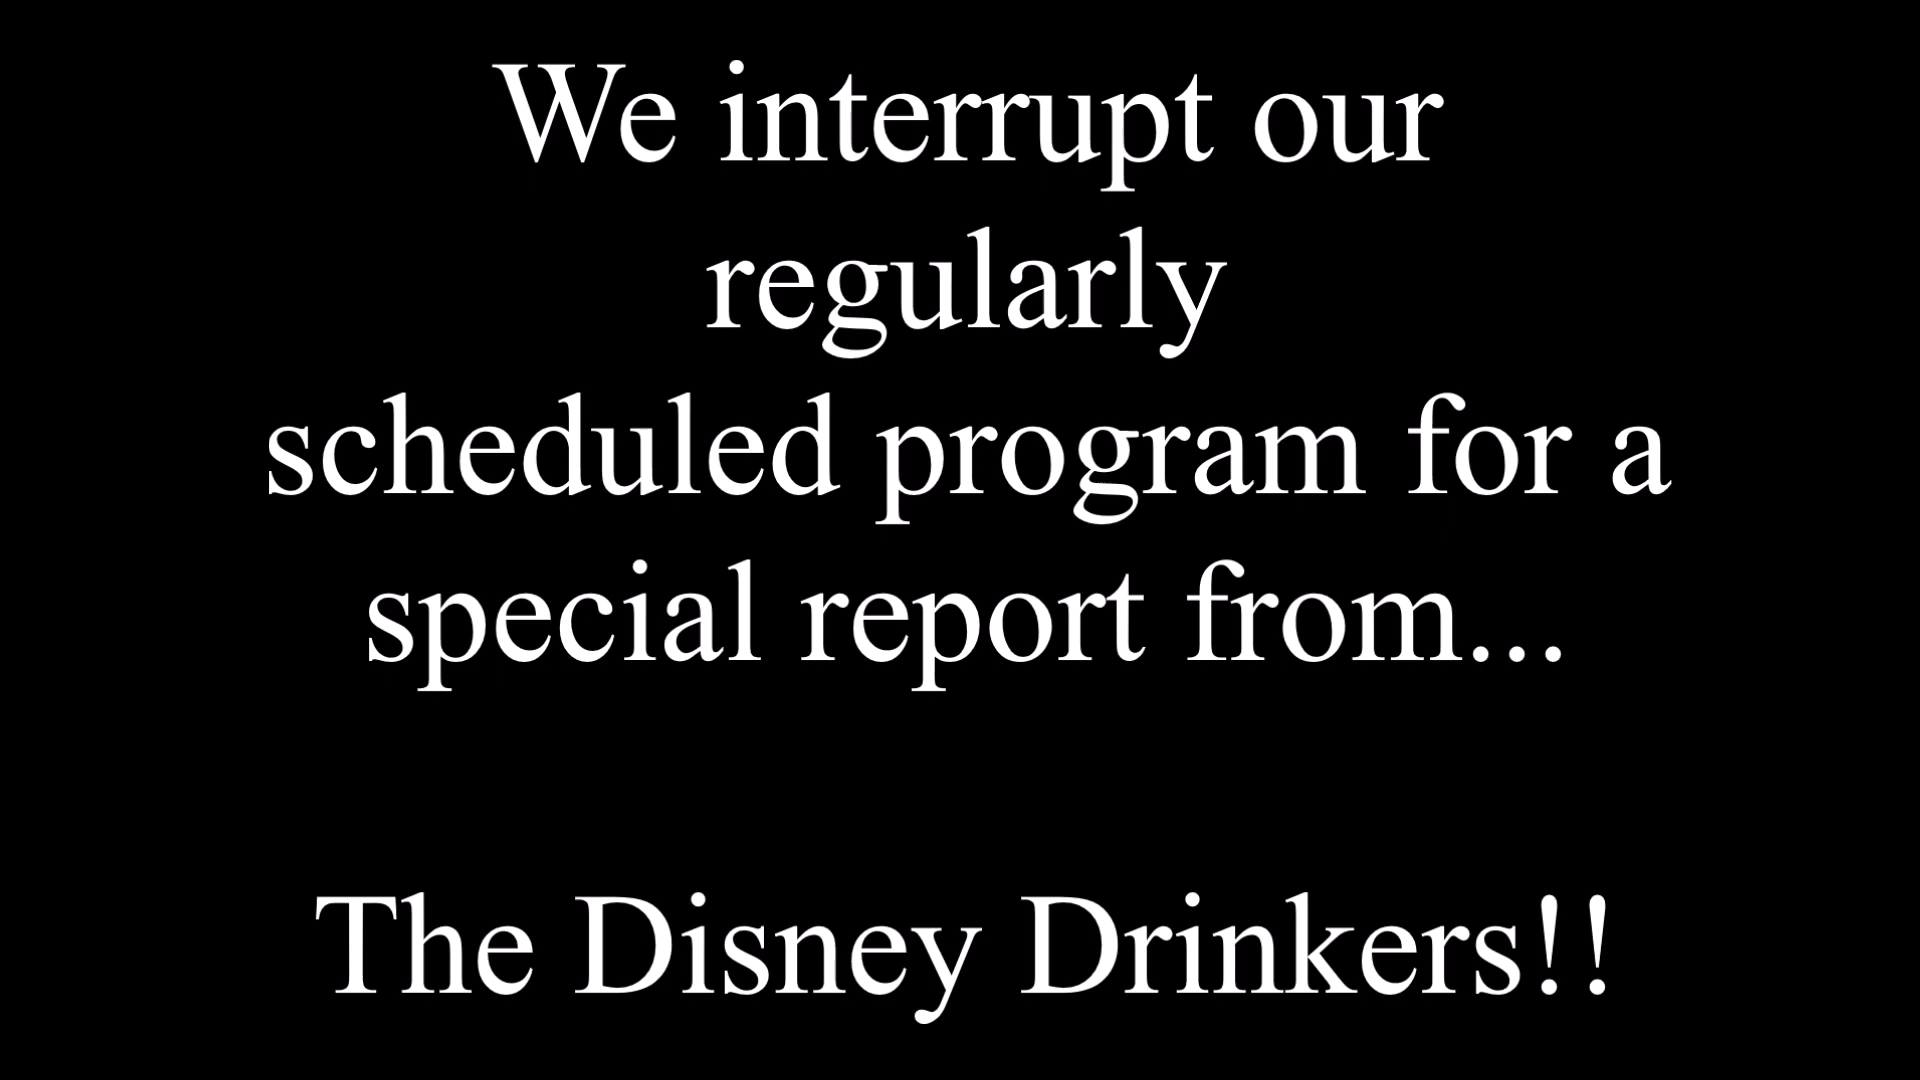 We interrupt our
regularly
scheduled program for a
special report from...
The Disney Drinkers!!